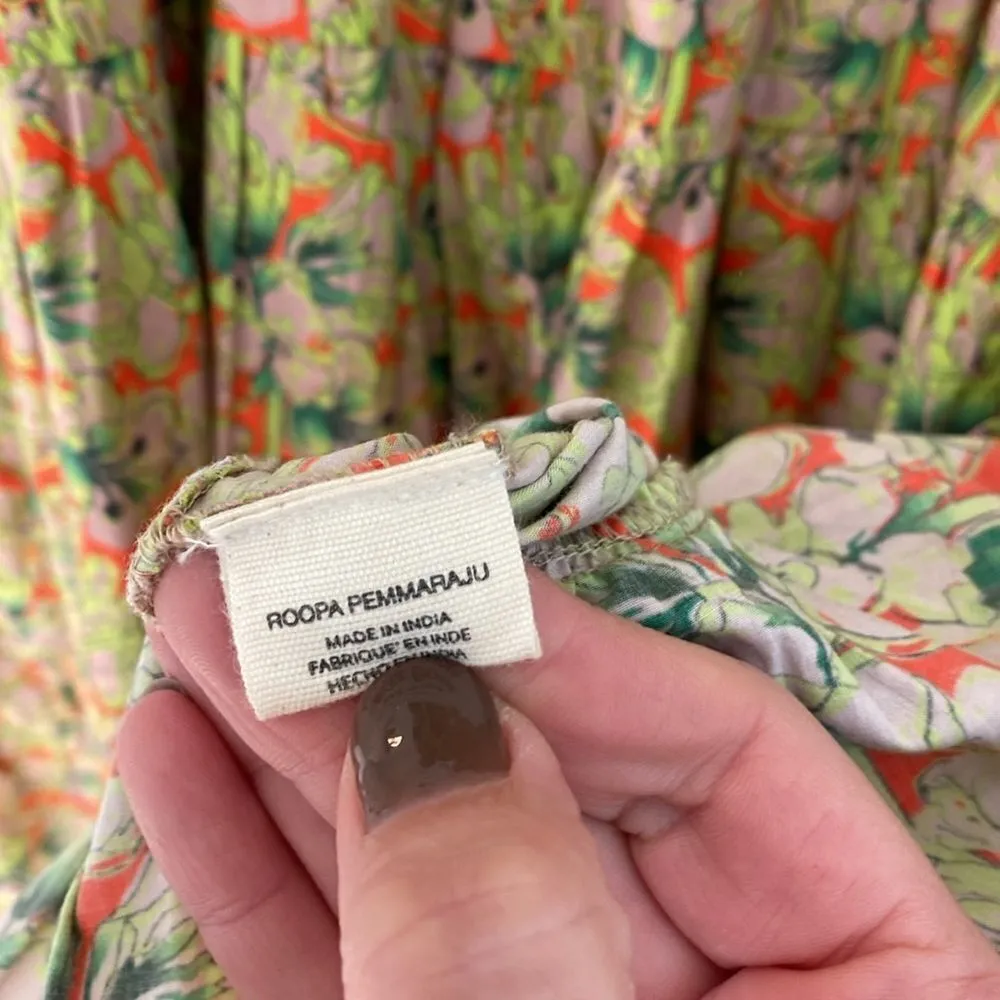 ROOPA PEMMARAJU
MADE IN INDIA
FABRIQUE' EN INDE